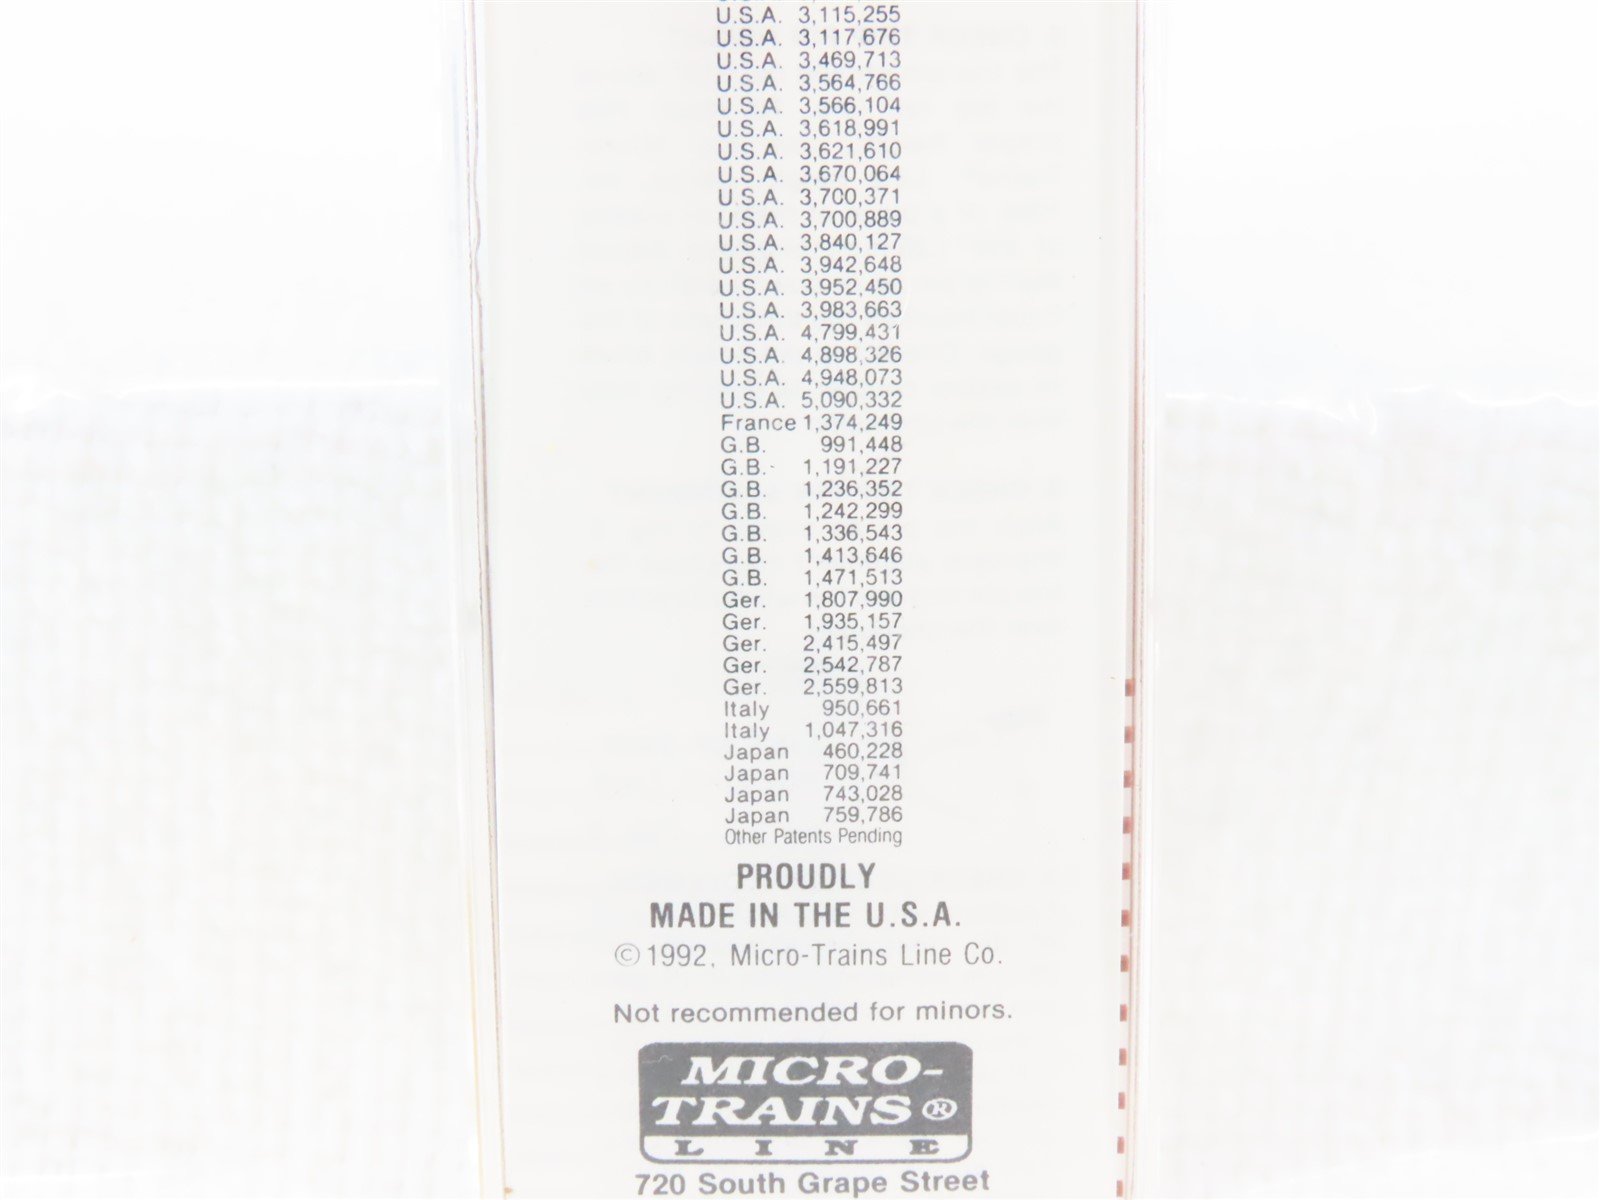 U.S.A. 3,115,255
U.S.A. 3,117,676
U.S.A. 3,469,713
U.S.A. 3,564,766
U.S.A. 3,566,104
U.S.A. 3,618,991
U.S.A. 3,621,610
U.S.A. 3,670,064
U.S.A. 3,700,371
U.S.A. 3,700,889
U.S.A. 3,840,127
U.S.A. 3,942,648
U.S.A. 3,952,450
U.S.A. 3,983,663
U.S.A. 4,799,431
U.S.A. 4,898,326
U.S.A. 4,948,073
U.S.A. 5,090,332
France 1,374,249
G.B. 991,448
G.B. 1,191,227
G.B. 1,236,352
G.B. 1,242,299
G.B. 1,336,543
G.B. 1,413,646
G.B. 1,471,513
Ger. 1,807,990
Ger. 1,935,157
Ger. 2,415,497
Ger. 2,542,787
Ger. 2,559,813
Italy 950,661
Italy 1,047,316
Japan 460,228
Japan 709,741
Japan 743,028
Japan 759,786
Other Patents Pending
PROUDLY
MADE IN THE U.S.A.
©1992, Micro-Trains Line Co.
Not recommended for minors.
MICRO-
TRAINS®
LINE
720 South Grape Street